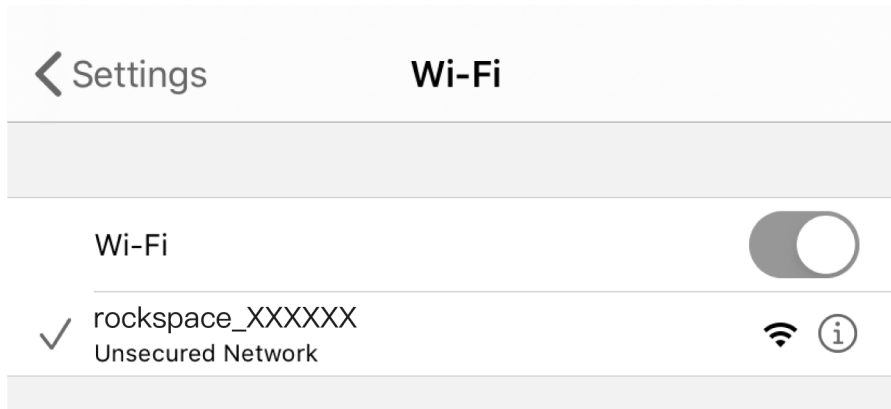 Settings
Wi-Fi
Wi-Fi
rockspace_XXXXXX
Unsecured Network